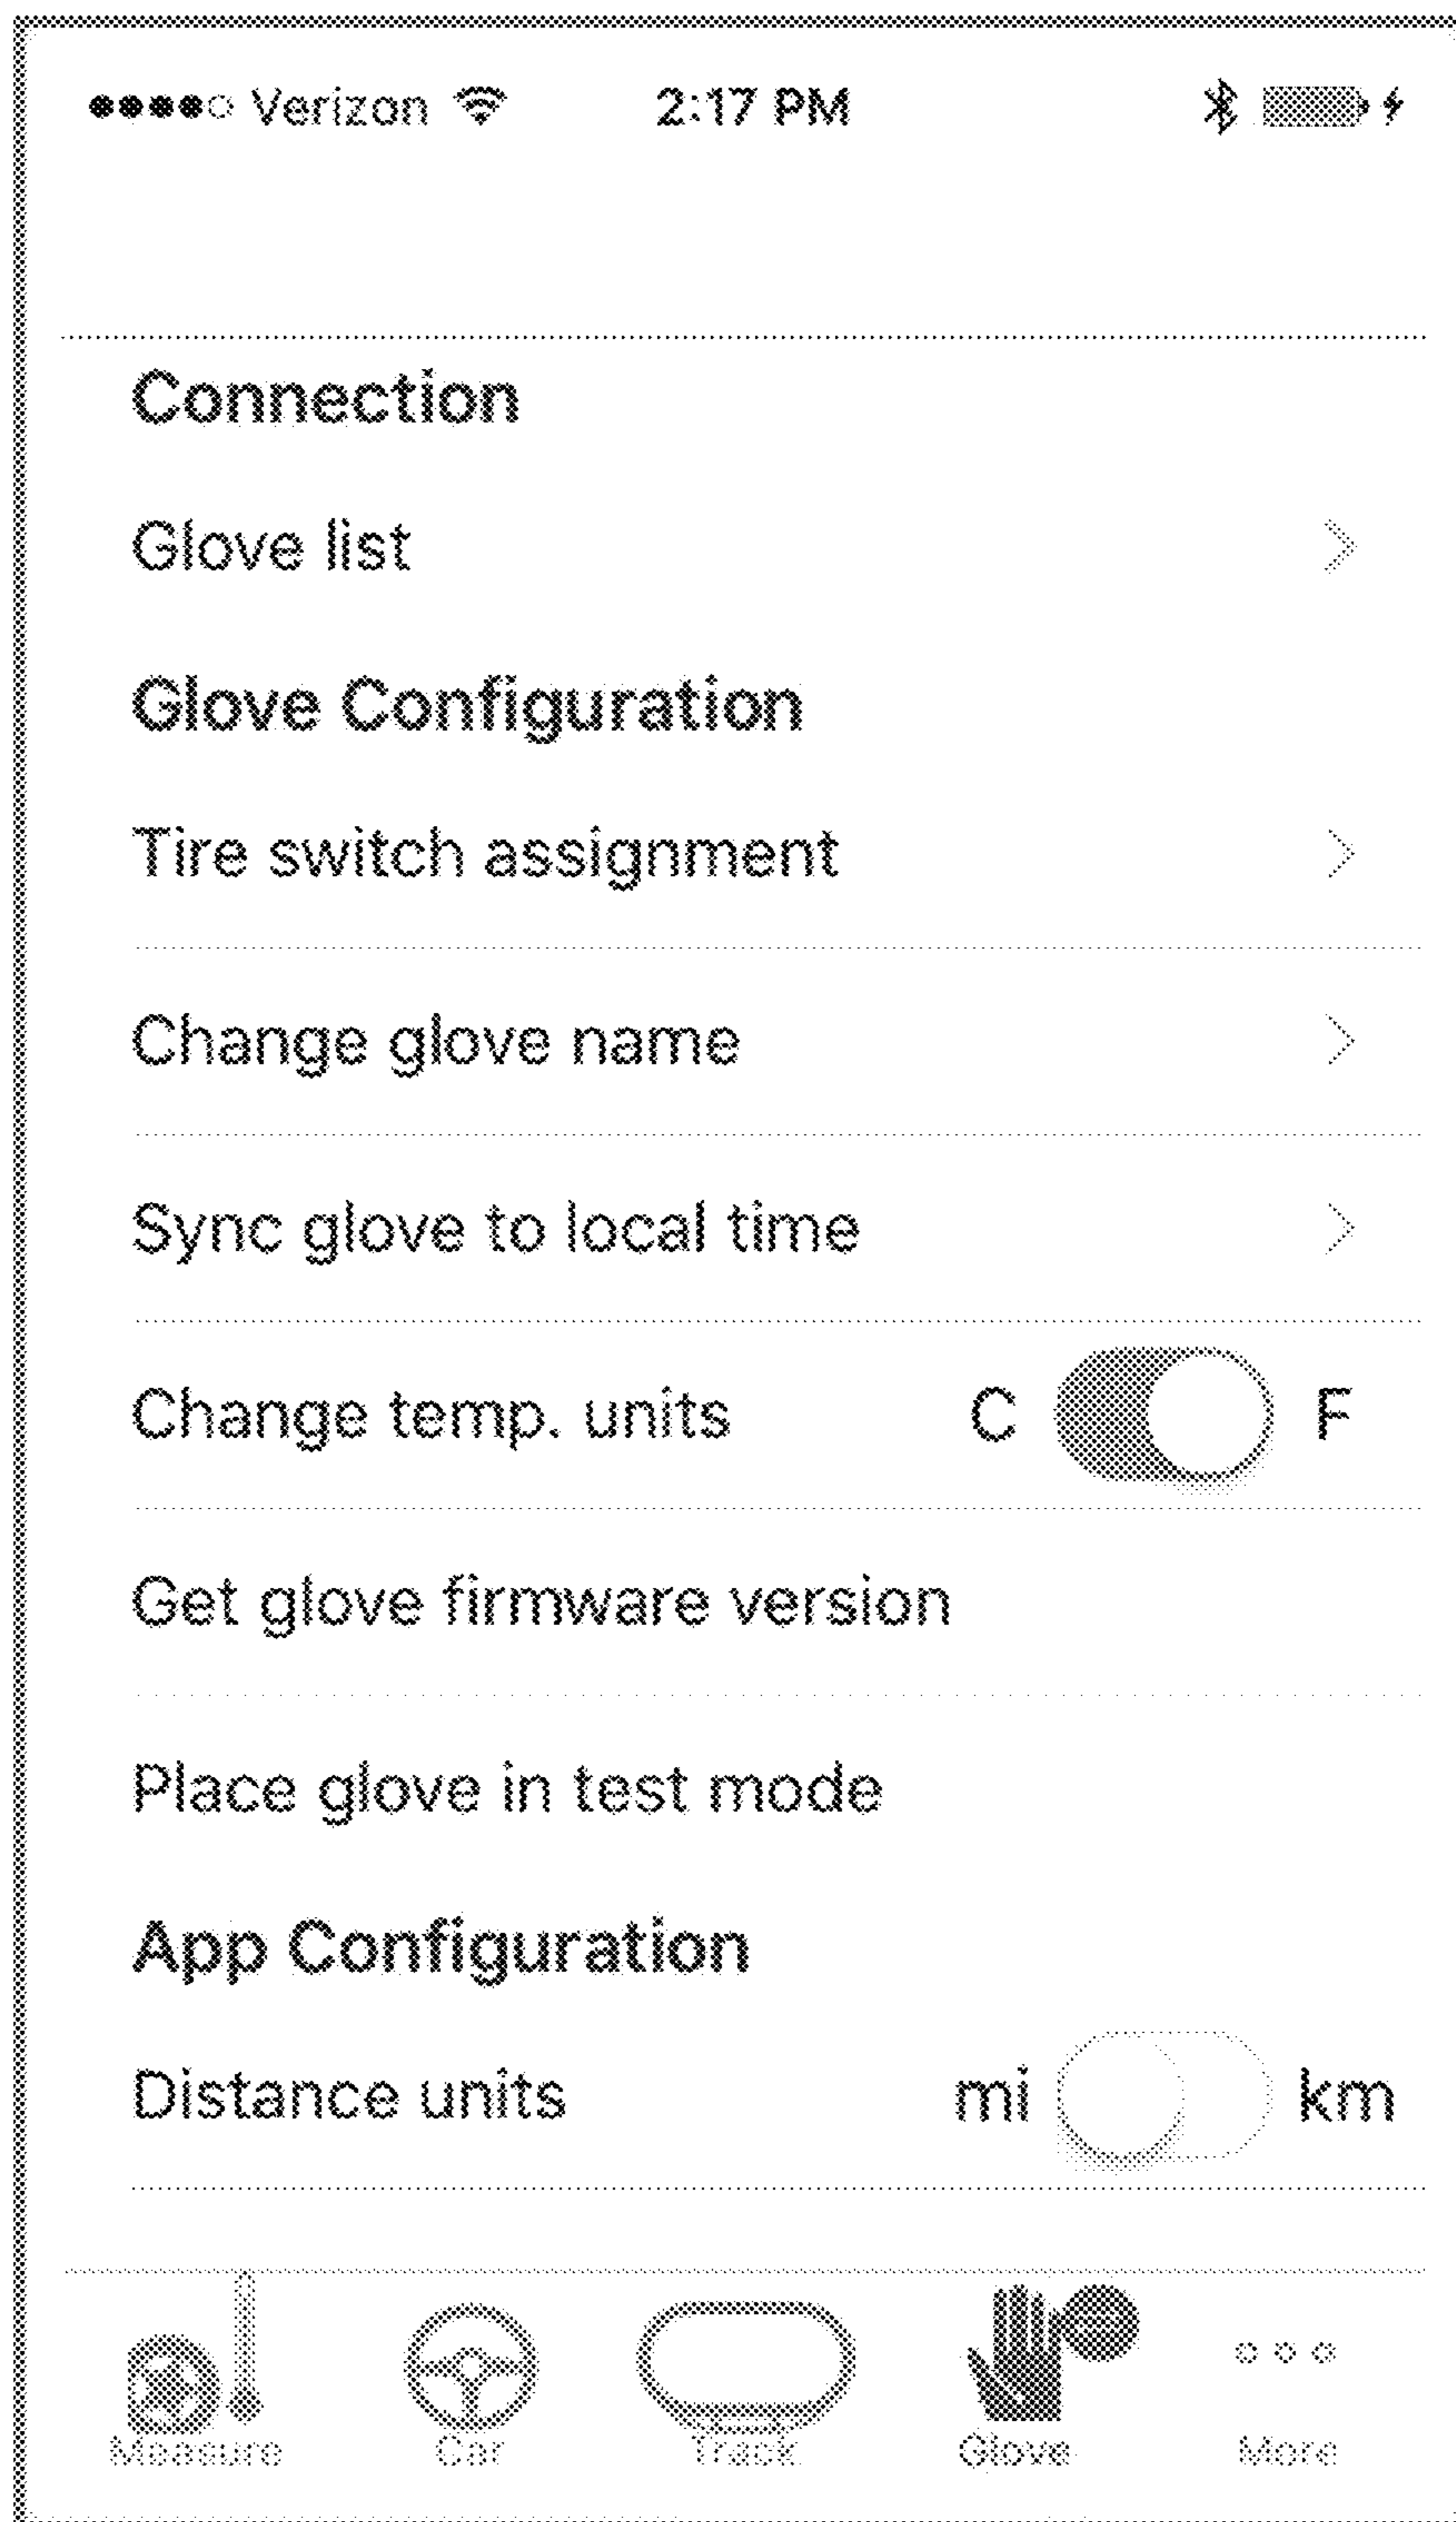 Verizon 2:17 PM
Connection
Glove list
Glove Configuration
Tire switch assignment
Change glove name
Sync glove to local time
Change temp. units C F
Get glove firmware version
Place glove in test mode
App Configuration
Distance units mi km
Measure Car Track Glove More